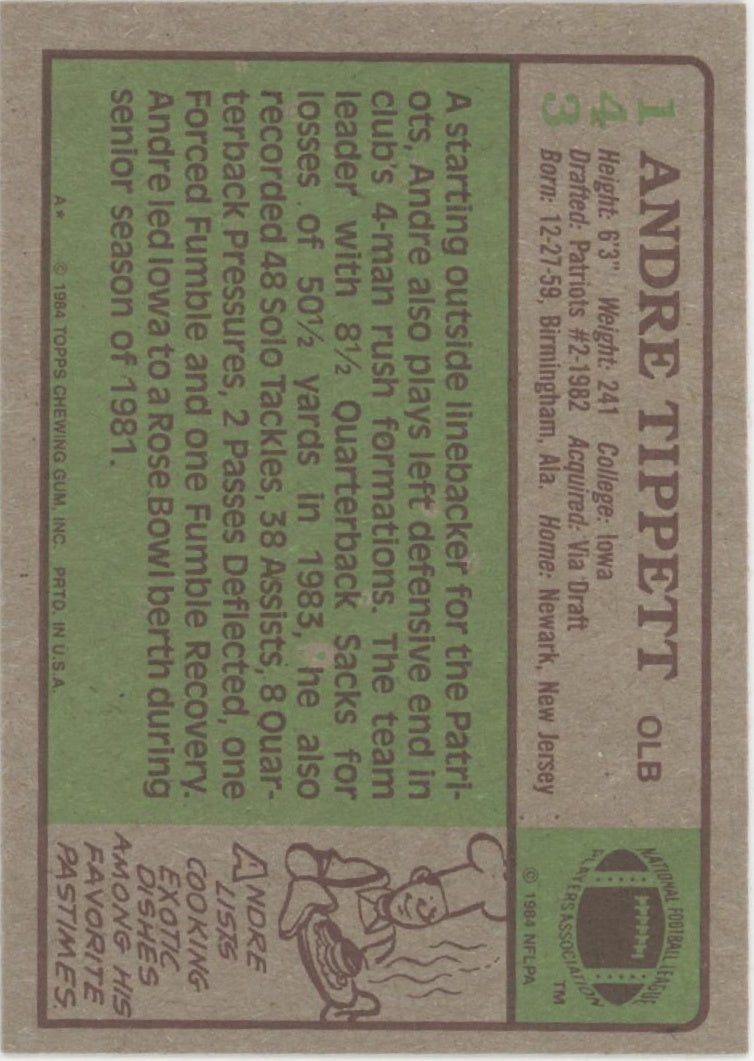 143
ANDRE TIPPETT OLB
Height: 6'3" Weight: 241 College: Iowa
Drafted: Patriots #2-1982 Acquired: Via Draft
Born: 12-27-59, Birmingham, Ala. Home: Newark, New Jersey
NATIONAL FOOTBALL LEAGUE
PLAYERS ASSOCIATION
TM
© 1984 NFLPA
A starting outside linebacker for the Patri-
ots, Andre also plays left defensive end in
club's 4-man rush formations. The team
leader with 8½ Quarterback Sacks for
losses of 50½ yards in 1983, he also
recorded 48 Solo Tackles, 38 Assists, 8 Quar-
terback Pressures, 2 Passes Deflected, one
Forced Fumble and one Fumble Recovery.
Andre led Iowa to a Rose Bowl berth during
senior season of 1981.
A* © 1984 TOPPS CHEWING GUM, INC. PRTD. IN U.S.A.
ANDRE
LISTS
COOKING
EXOTIC
DISHES
AMONG HIS
FAVORITE
PASTIMES.